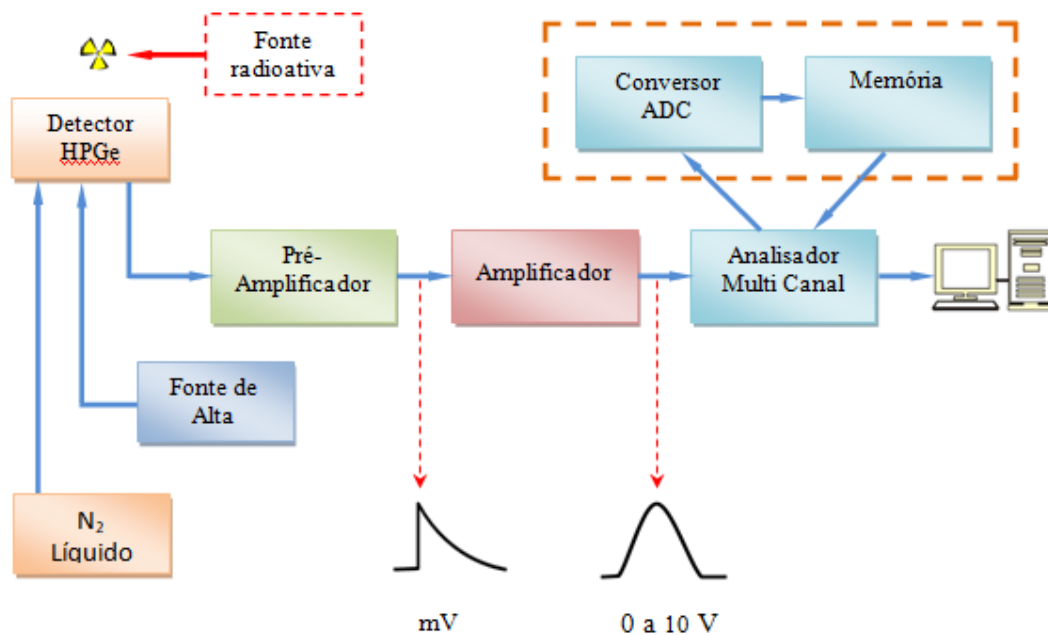 Fonte
radioativa
Conversor
ADC
Memória
Detector
HPGe
Pré-
Amplificador
Amplificador
Analisador
Multi Canal
Fonte de
Alta
N₂
Líquido
mV
0 a 10 V